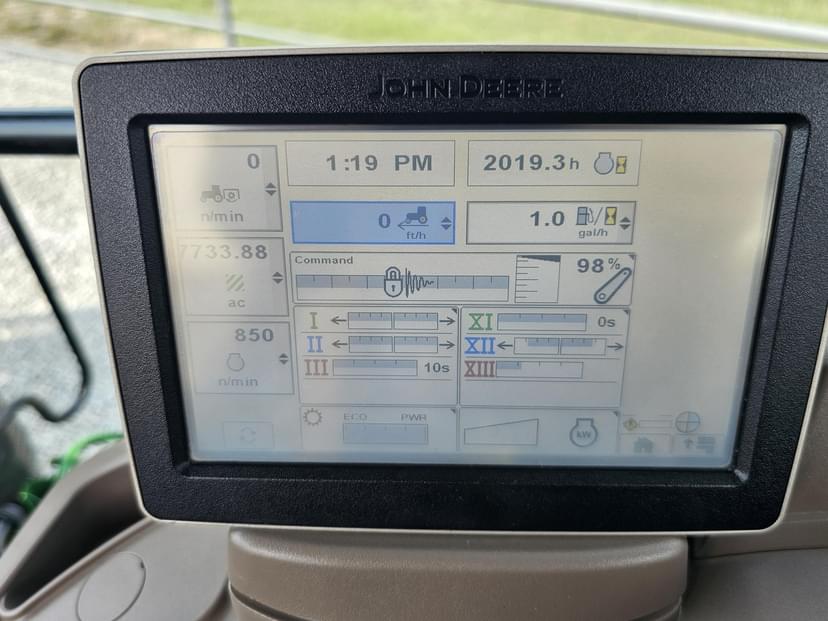 JOHN DEERE
0
n/min
1:19 PM
2019.3 h
0
ft/h
1.0
gal/h
7733.88
ac
Command
98%
850
n/min
I
II
III 10s
XI 0s
XII
XIII
ECO PWR
kW